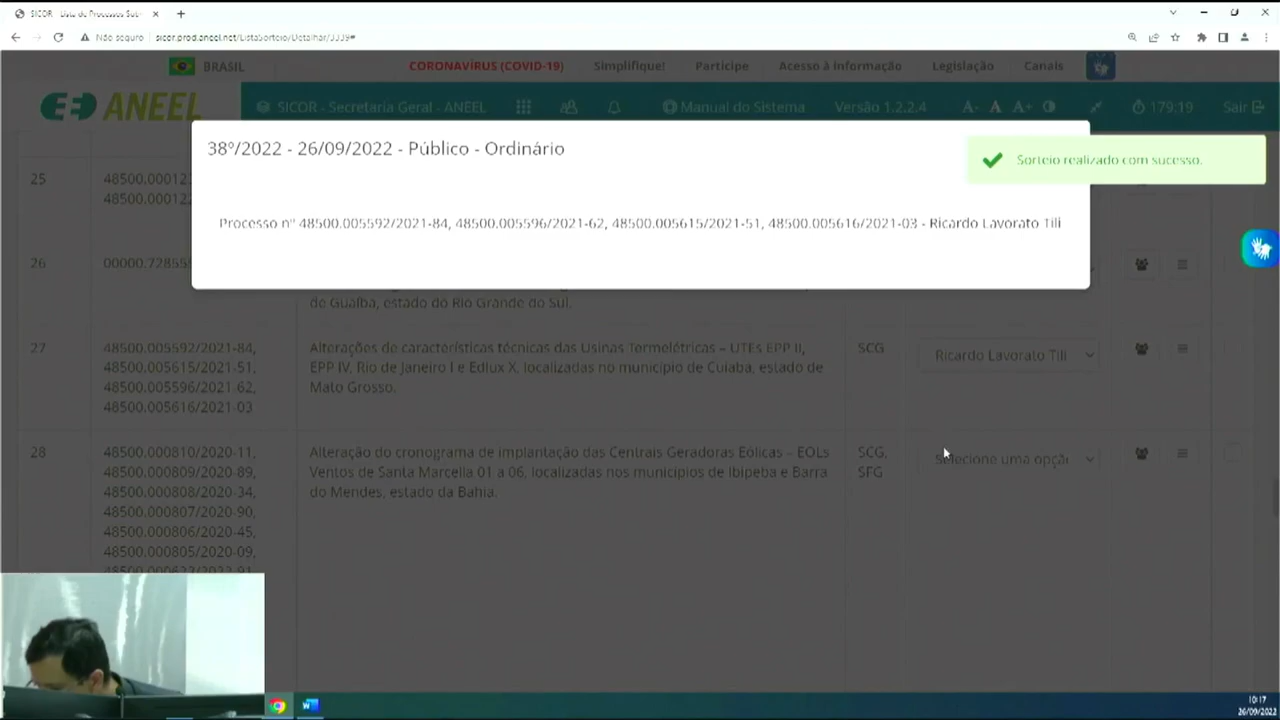 SICOR - Lista de Processos Sort
Não seguro
sicor.prod.aneel.net/ListaSorteio/Detalhar/3339#
BRASIL
CORONAVÍRUS (COVID-19)
Simplifique!
Participe
Acesso à informação
Legislação
Canais
ANEEL
SICOR - Secretaria Geral - ANEEL
Manual do Sistema
Versão 1.2.2.4
A-
A
A+
179:19
Sair
38º/2022 - 26/09/2022 - Público - Ordinário
Sorteio realizado com sucesso.
Processo nº 48500.005592/2021-84, 48500.005596/2021-62, 48500.005615/2021-51, 48500.005616/2021-03 - Ricardo Lavorato Tili
25
48500.00012
48500.00012
26
00000.72855
de Guaíba, estado do Rio Grande do Sul.
27
48500.005592/2021-84,
48500.005615/2021-51,
48500.005596/2021-62,
48500.005616/2021-03
Alterações de características técnicas das Usinas Termelétricas – UTEs EPP II,
EPP IV, Rio de Janeiro I e Edlux X, localizadas no município de Cuiabá, estado de
Mato Grosso.
SCG
Ricardo Lavorato Tili
28
48500.000810/2020-11,
48500.000809/2020-89,
48500.000808/2020-34,
48500.000807/2020-90,
48500.000806/2020-45,
48500.000805/2020-09,
Alteração do cronograma de implantação das Centrais Geradoras Eólicas – EOLs
Ventos de Santa Marcella 01 a 06, localizadas nos municípios de Ibipeba e Barra
do Mendes, estado da Bahia.
SCG,
SFG
Selecione uma opçã
10:17
26/09/2022